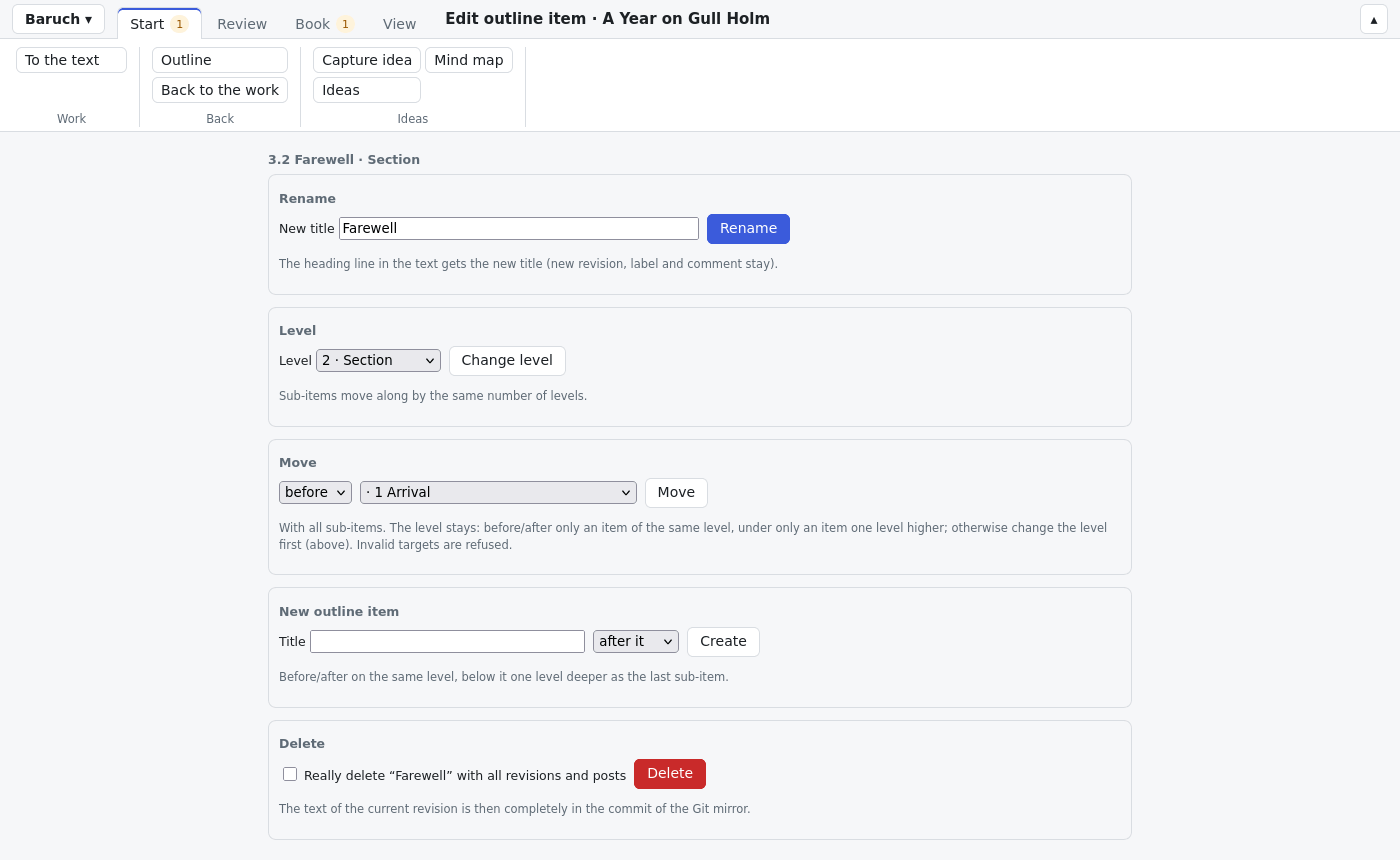 Baruch ▾
Start 1
Review
Book 1
View
Edit outline item · A Year on Gull Holm
▴
To the text
Work
Outline
Back to the work
Back
Capture idea
Mind map
Ideas
Ideas
3.2 Farewell · Section
Rename
New title Farewell Rename
The heading line in the text gets the new title (new revision, label and comment stay).
Level
Level 2 · Section Change level
Sub-items move along by the same number of levels.
Move
before · 1 Arrival Move
With all sub-items. The level stays: before/after only an item of the same level, under only an item one level higher; otherwise change the level
first (above). Invalid targets are refused.
New outline item
Title after it Create
Before/after on the same level, below it one level deeper as the last sub-item.
Delete
Really delete “Farewell” with all revisions and posts Delete
The text of the current revision is then completely in the commit of the Git mirror.